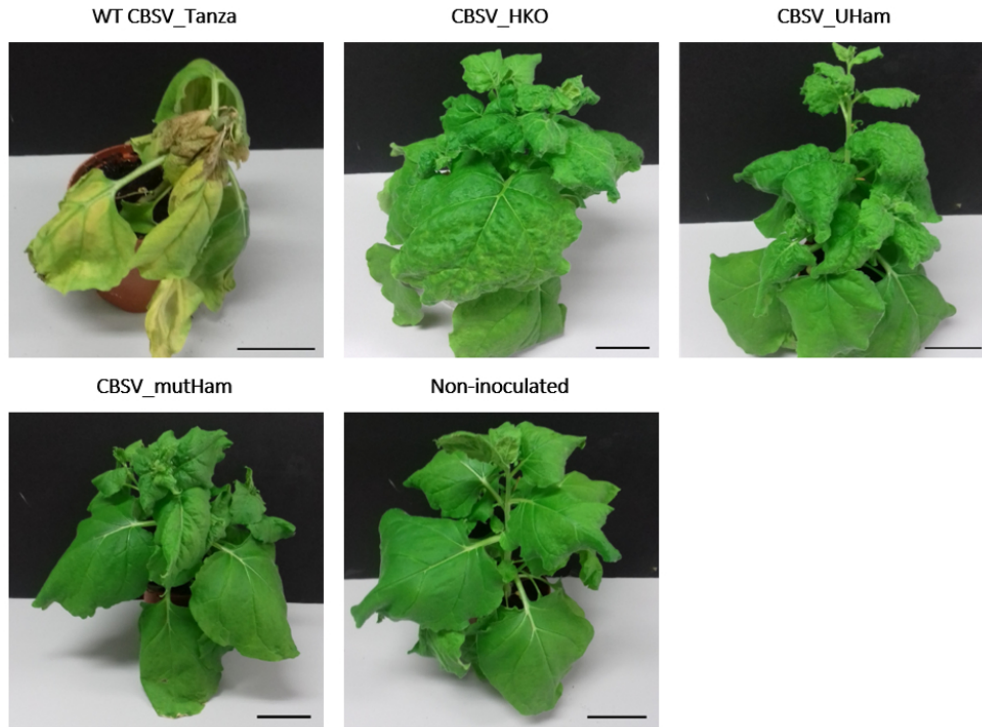 WT CBSV_Tanza
CBSV_HKO
CBSV_UHam
CBSV_mutHam
Non-inoculated